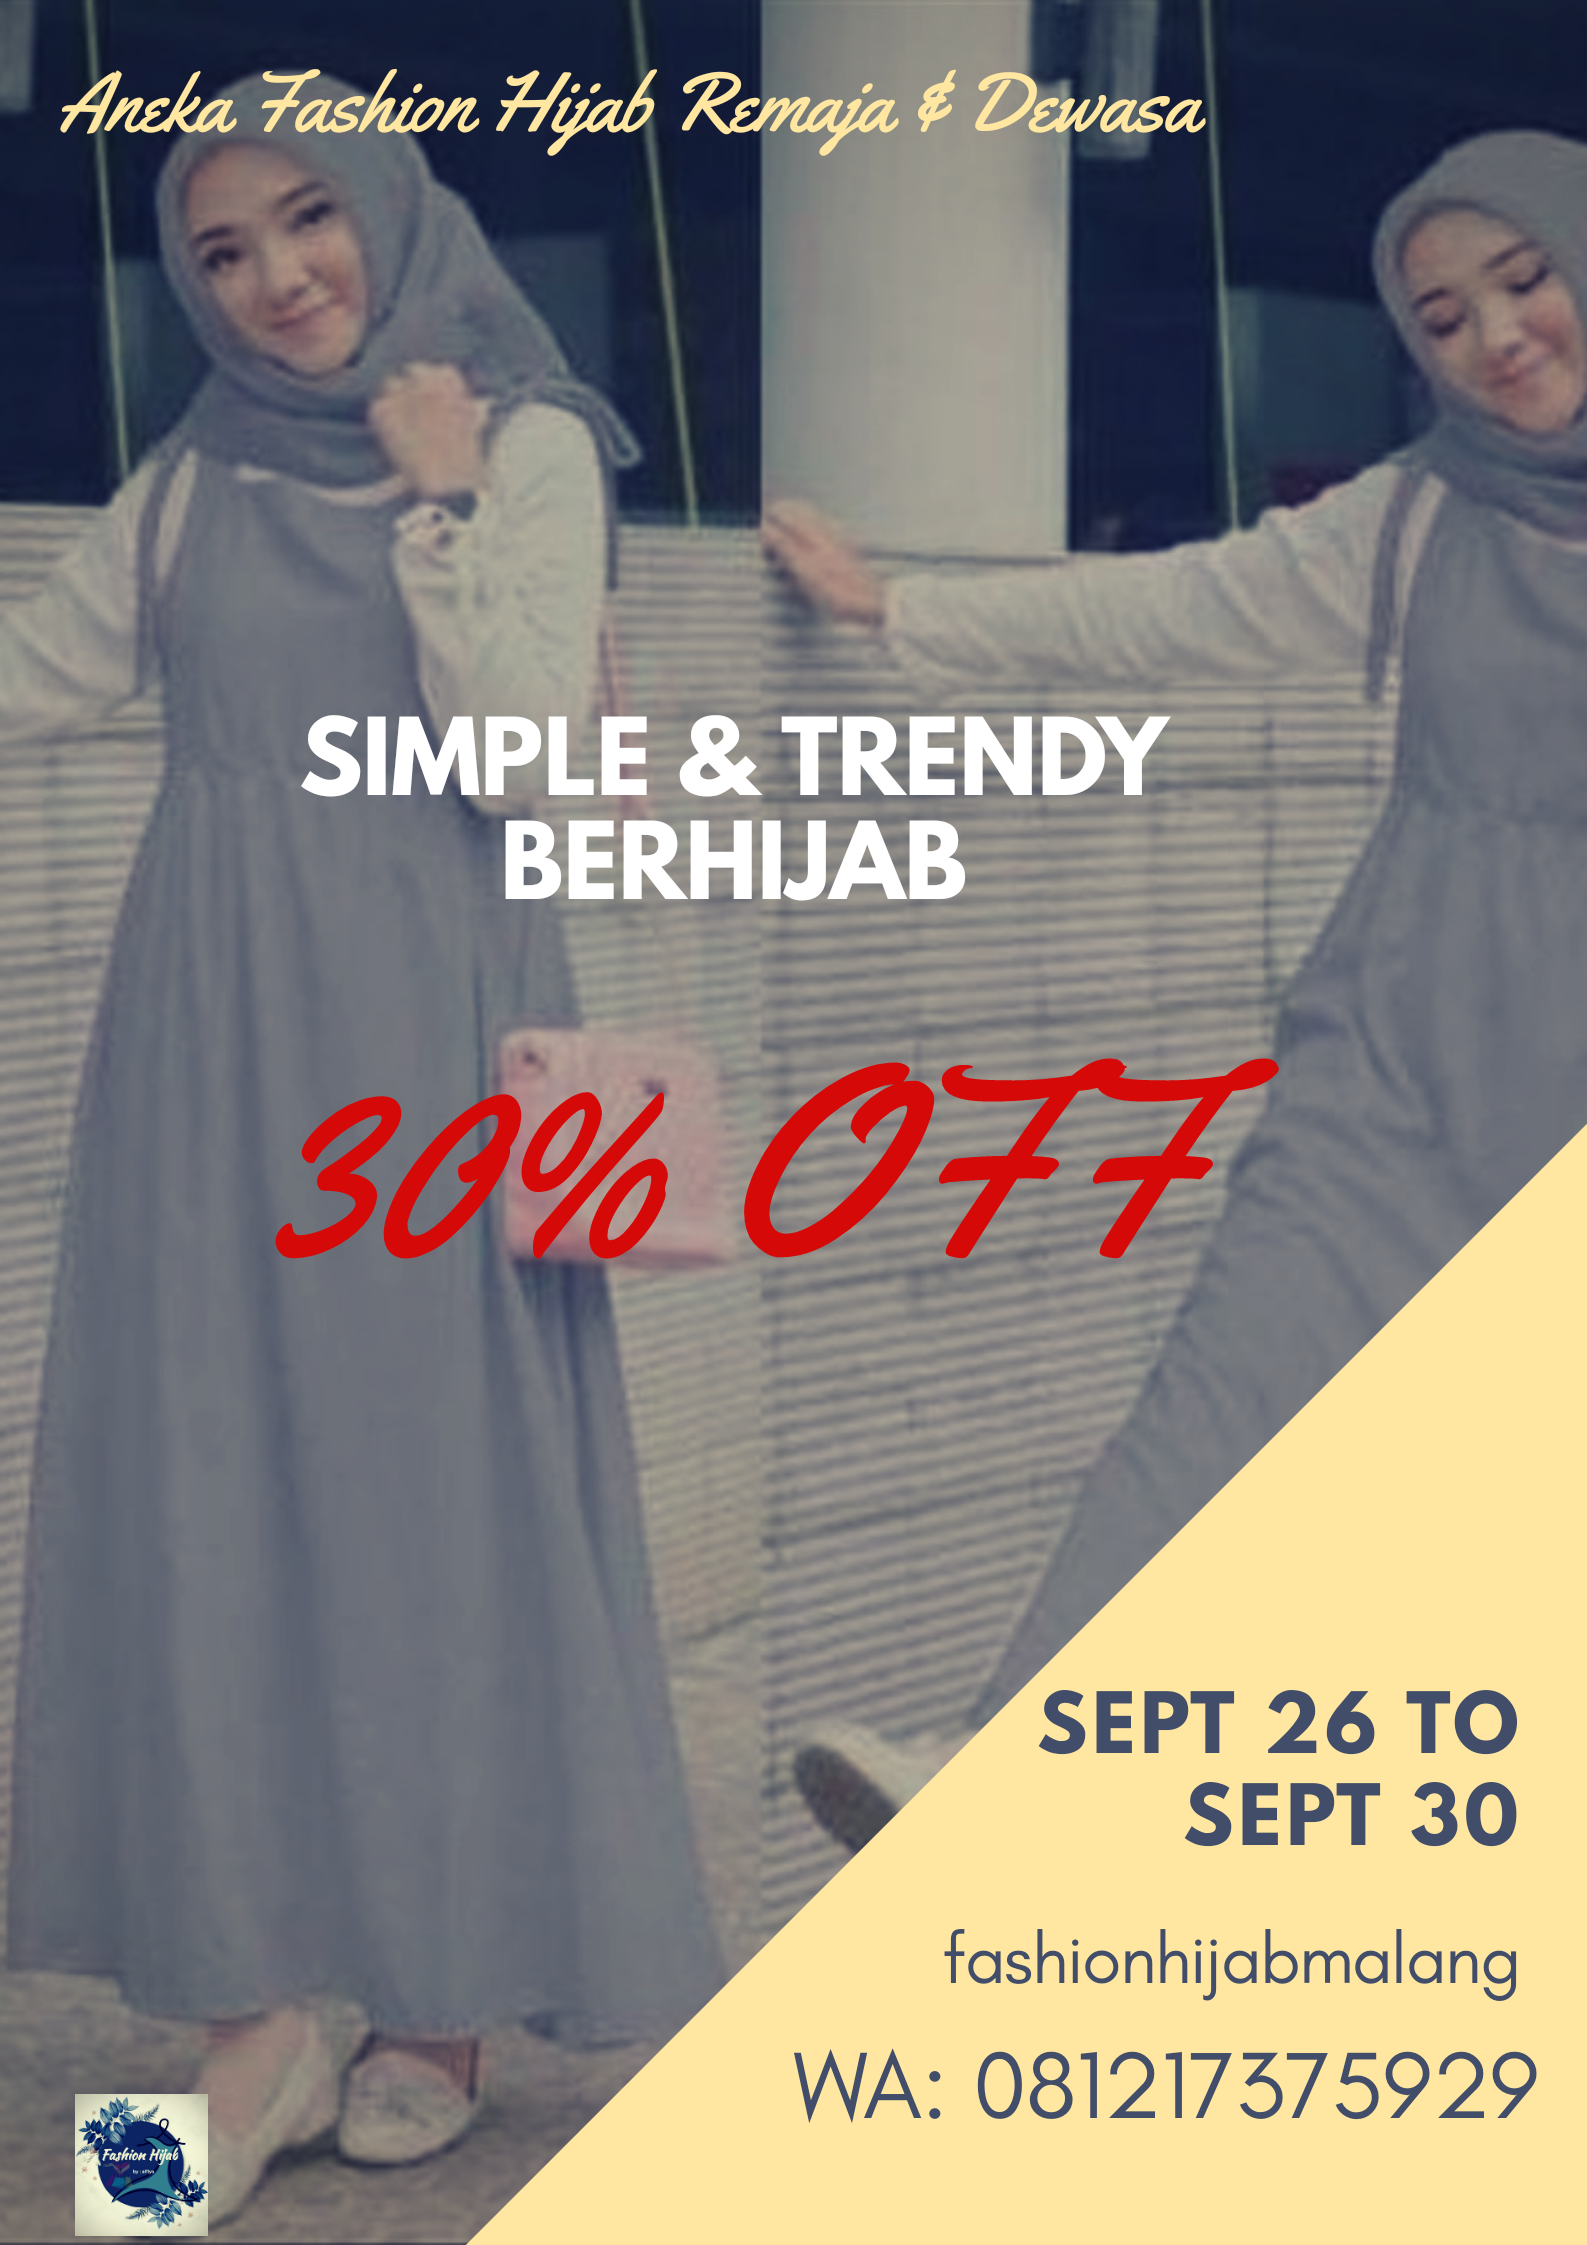 Aneka Fashion Hijab Remaja & Dewasa
SIMPLE & TRENDY
BERHIJAB
30% OFF
SEPT 26 TO
SEPT 30
fashionhijabmalang
WA: 081217375929
Fashion Hijab